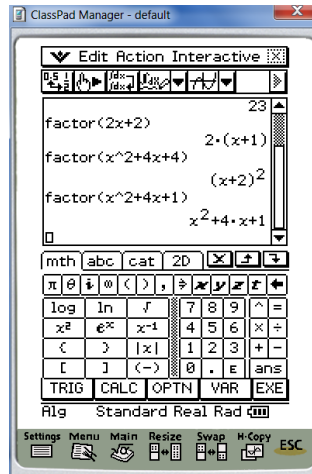 ClassPad Manager - default
Edit Action Interactive
23
factor(2x+2)
2·(x+1)
factor(x^2+4x+4)
(x+2)2
factor(x^2+4x+1)
x2+4·x+1
mth abc cat 2D
π θ i ∞ ( ) , ⇒ x y z t ←
log ln √ 7 8 9 ^ =
x² eˣ x⁻¹ 4 5 6 × ÷
{ } |x| 1 2 3 + −
[ ] (−) 0 . E ans
TRIG CALC OPTN VAR EXE
Alg Standard Real Rad
Settings Menu Main Resize Swap H-Copy ESC